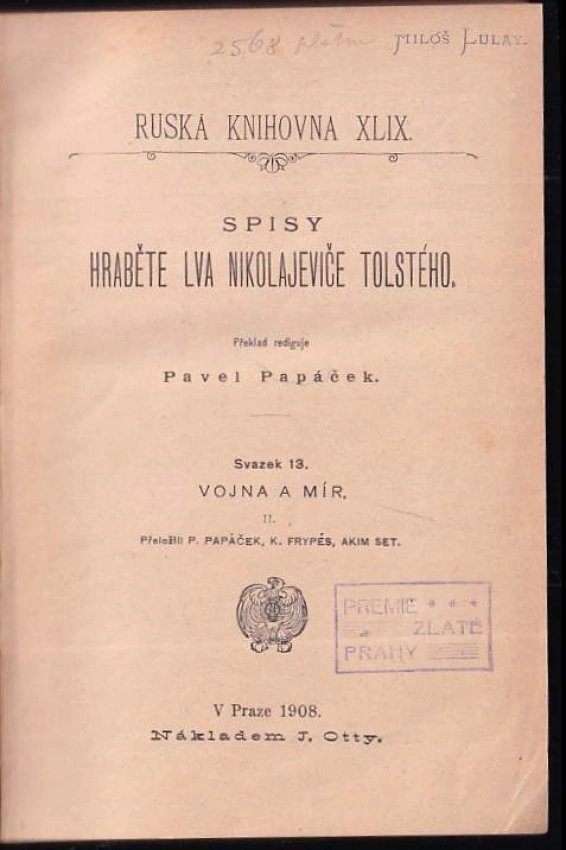 2568
MILOŠ LULAY.
RUSKÁ KNIHOVNA XLIX.
SPISY
HRABĚTE LVA NIKOLAJEVIČE TOLSTÉHO.
Překlad rediguje
Pavel Papáček.
Svazek 13.
VOJNA A MÍR.
II.
Přeložili P. PAPÁČEK, K. FRYPÉS, AKIM SET.
PREMIE * * *
ZLATÉ
PRAHY
V Praze 1908.
Nákladem J. Otty.